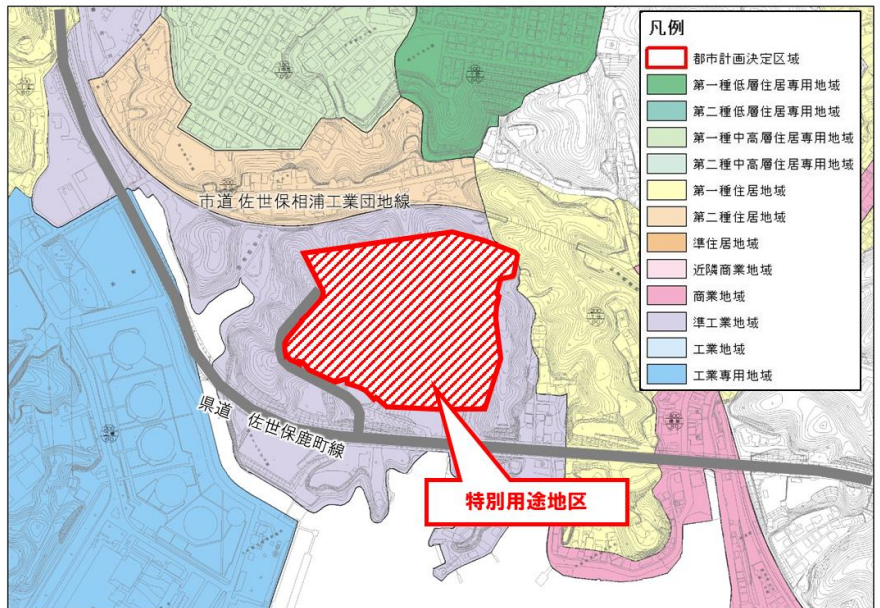 凡例
都市計画決定区域
第一種低層住居専用地域
第二種低層住居専用地域
第一種中高層住居専用地域
第二種中高層住居専用地域
第一種住居地域
第二種住居地域
準住居地域
近隣商業地域
商業地域
準工業地域
工業地域
工業専用地域
市道 佐世保相浦工業団地線
県道 佐世保鹿町線
特別用途地区